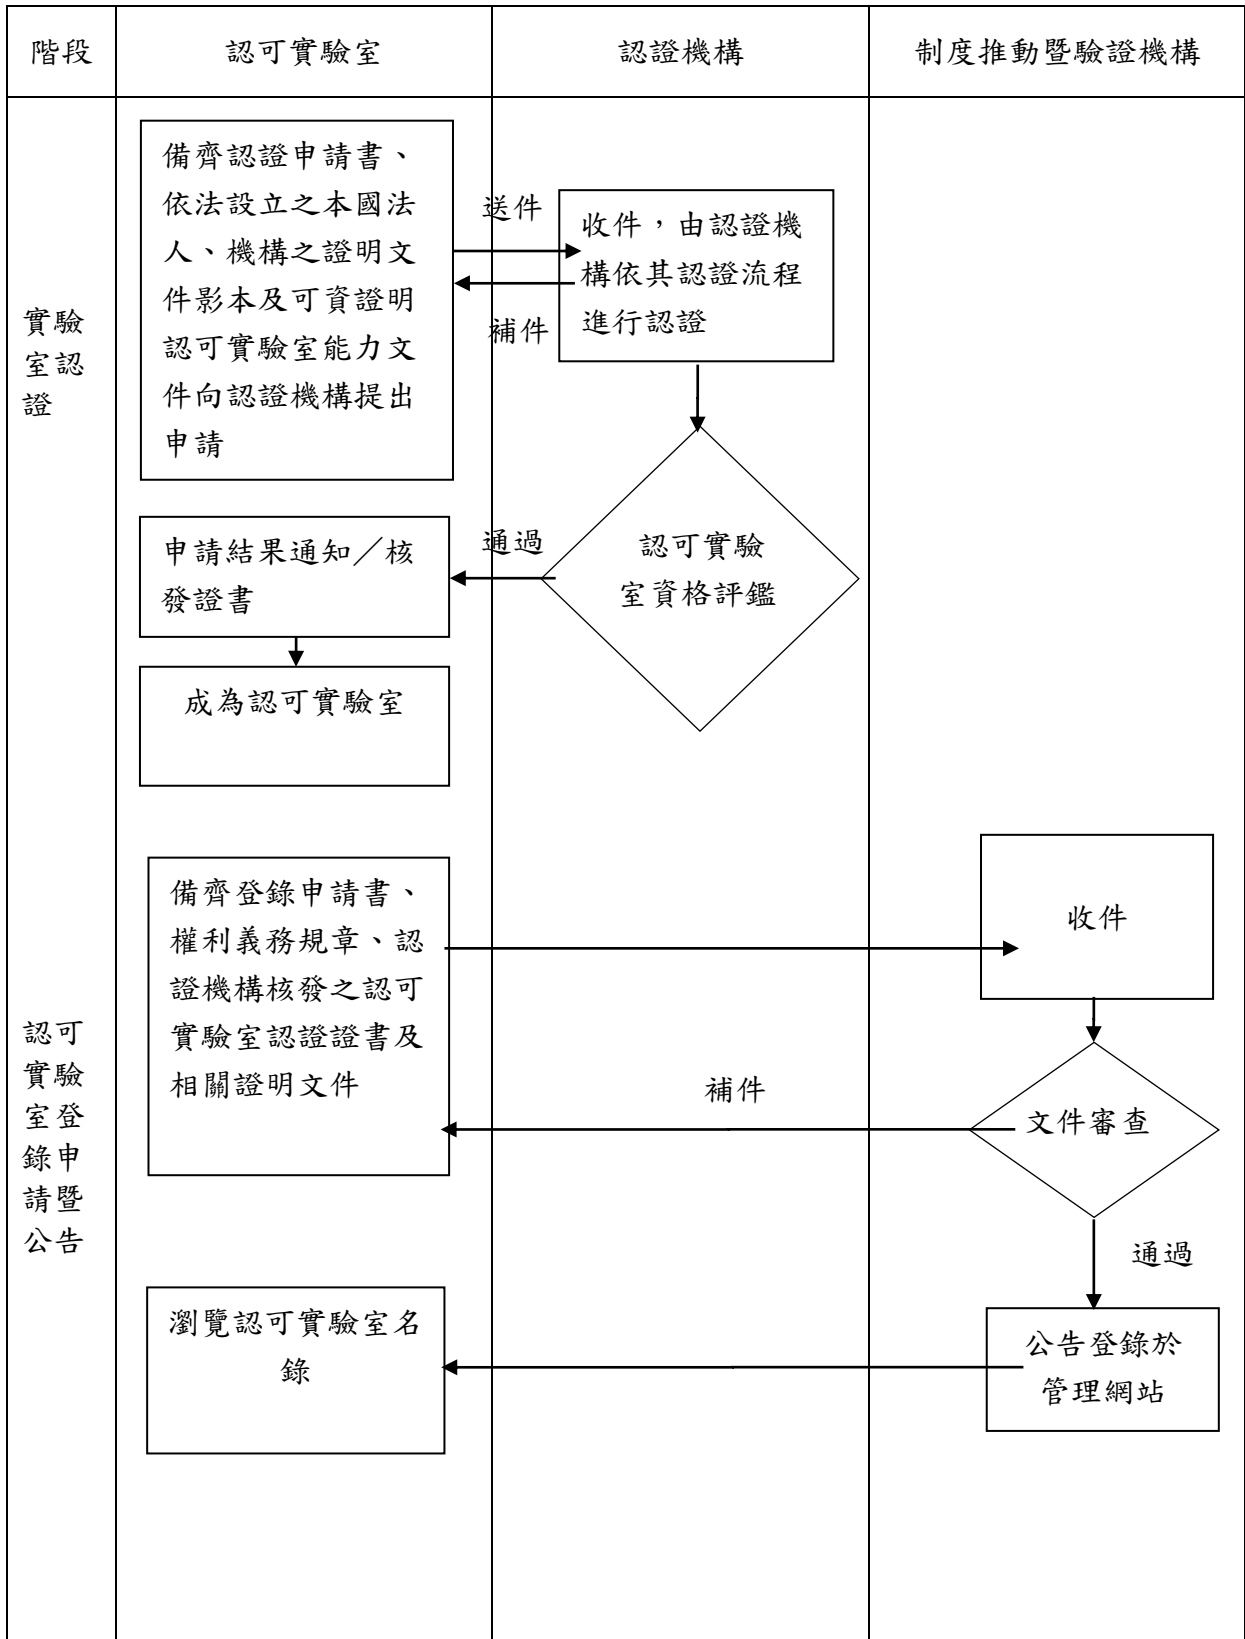 階段
認可實驗室
認證機構
制度推動暨驗證機構
實驗
室認
證
備齊認證申請書、
依法設立之本國法
人、機構之證明文
件影本及可資證明
認可實驗室能力文
件向認證機構提出
申請
送件
補件
收件，由認證機
構依其認證流程
進行認證
認可實驗
室資格評鑑
通過
申請結果通知／核
發證書
成為認可實驗室
認可
實驗
室登
錄申
請暨
公告
備齊登錄申請書、
權利義務規章、認
證機構核發之認可
實驗室認證證書及
相關證明文件
收件
文件審查
補件
通過
公告登錄於
管理網站
瀏覽認可實驗室名
錄